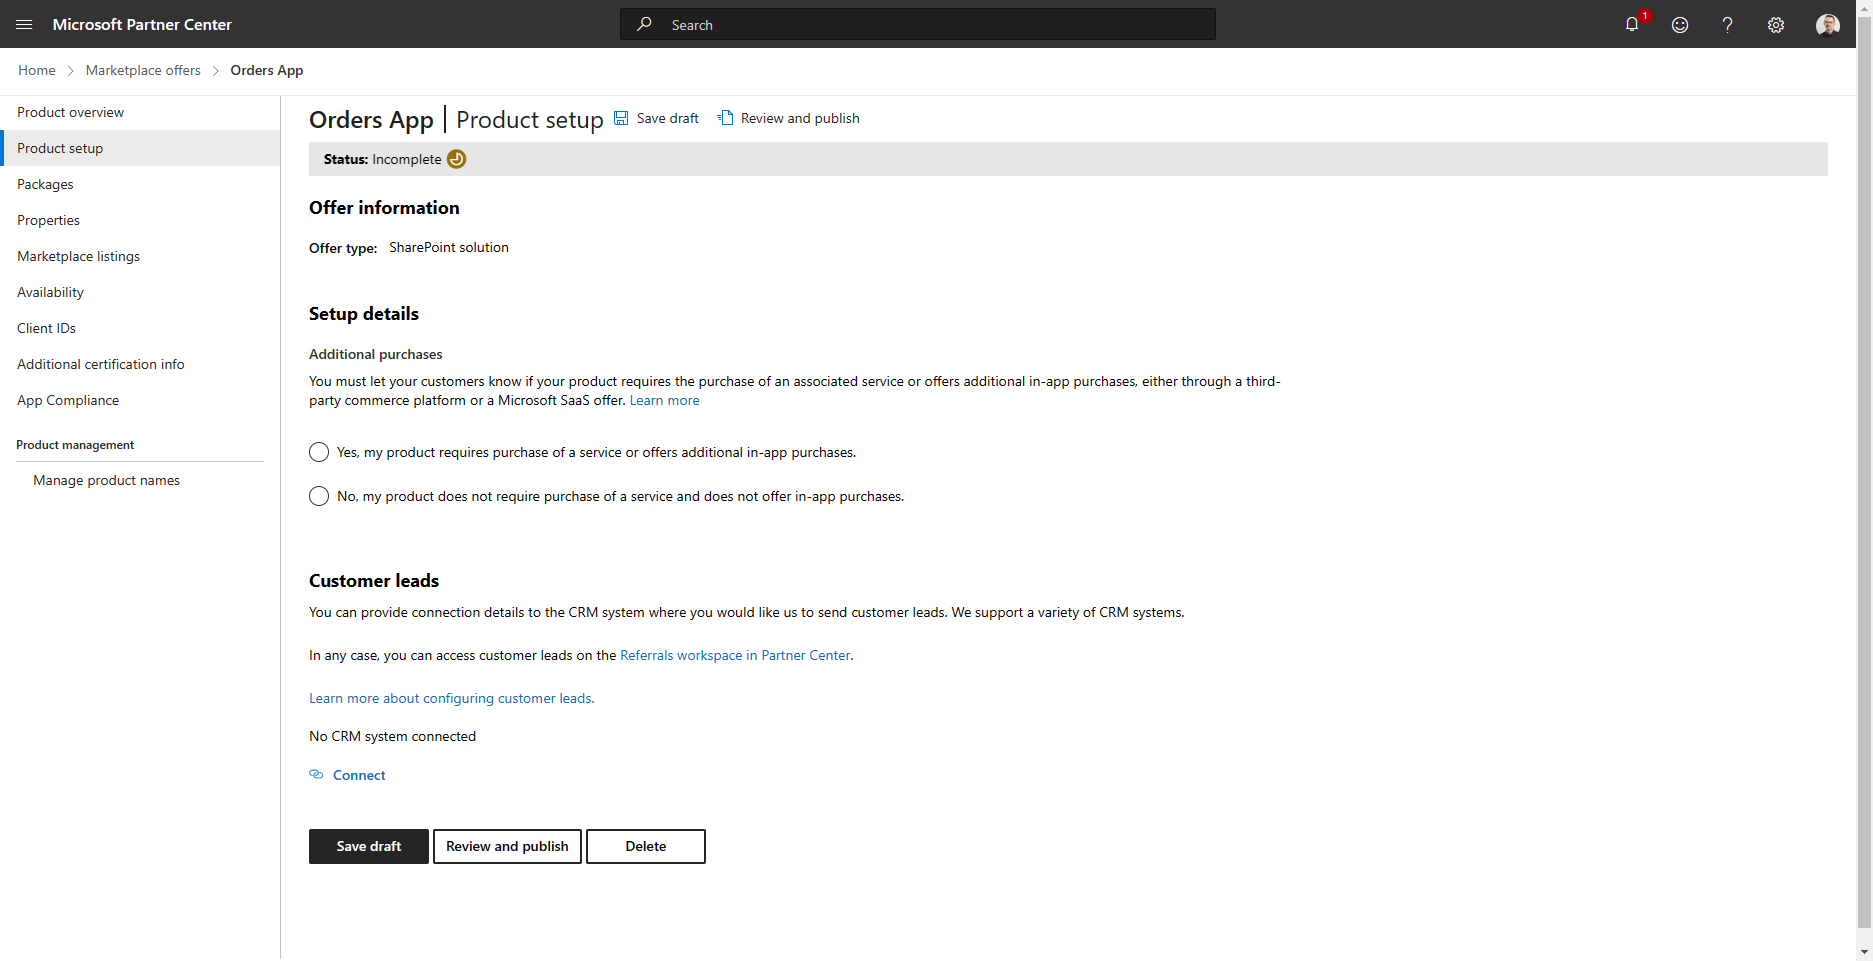 Microsoft Partner Center
Search
1
Home
Marketplace offers
Orders App
Product overview
Product setup
Packages
Properties
Marketplace listings
Availability
Client IDs
Additional certification info
App Compliance
Product management
Manage product names
Orders App | Product setup
Save draft
Review and publish
Status: Incomplete
Offer information
Offer type: SharePoint solution
Setup details
Additional purchases
You must let your customers know if your product requires the purchase of an associated service or offers additional in-app purchases, either through a third-
party commerce platform or a Microsoft SaaS offer. Learn more
Yes, my product requires purchase of a service or offers additional in-app purchases.
No, my product does not require purchase of a service and does not offer in-app purchases.
Customer leads
You can provide connection details to the CRM system where you would like us to send customer leads. We support a variety of CRM systems.
In any case, you can access customer leads on the Referrals workspace in Partner Center.
Learn more about configuring customer leads.
No CRM system connected
Connect
Save draft
Review and publish
Delete